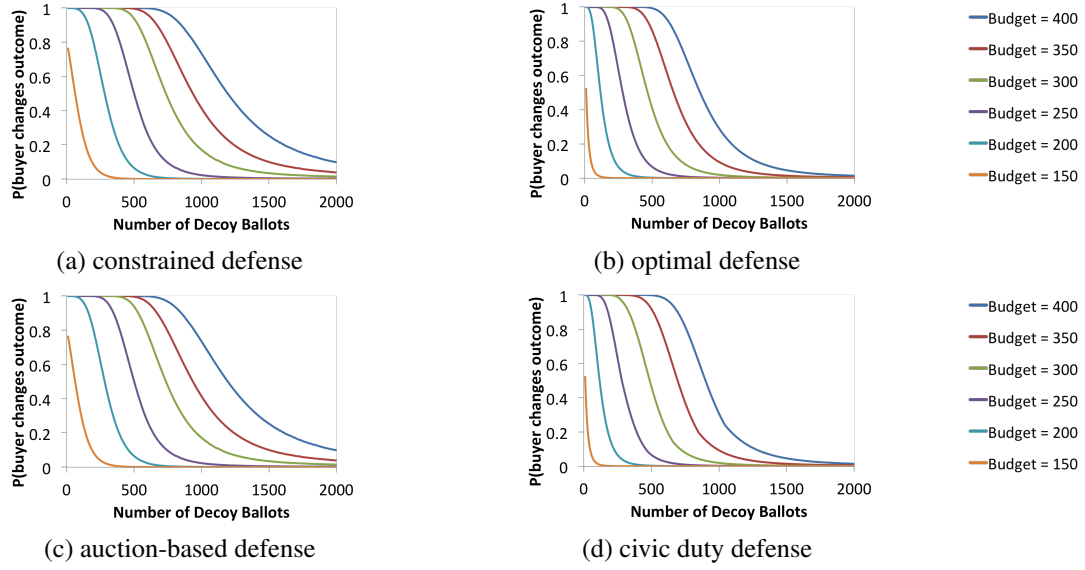 P(buyer changes outcome)
1
0.8
0.6
0.4
0.2
0
0 500 1000 1500 2000
Number of Decoy Ballots
(a) constrained defense
P(buyer changes outcome)
1
0.8
0.6
0.4
0.2
0
0 500 1000 1500 2000
Number of Decoy Ballots
(b) optimal defense
Budget = 400
Budget = 350
Budget = 300
Budget = 250
Budget = 200
Budget = 150
P(buyer changes outcome)
1
0.8
0.6
0.4
0.2
0
0 500 1000 1500 2000
Number of Decoy Ballots
(c) auction-based defense
P(buyer changes outcome)
1
0.8
0.6
0.4
0.2
0
0 500 1000 1500 2000
Number of Decoy Ballots
(d) civic duty defense
Budget = 400
Budget = 350
Budget = 300
Budget = 250
Budget = 200
Budget = 150